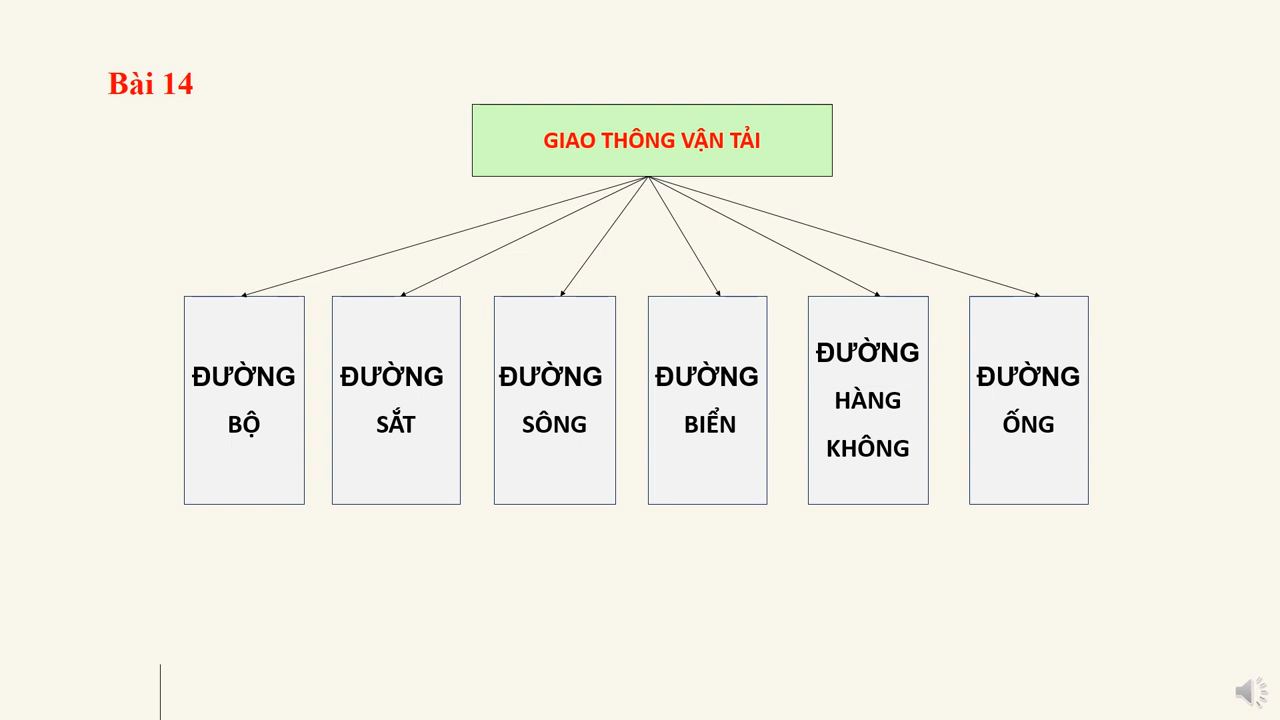 Bài 14
GIAO THÔNG VẬN TẢI
ĐƯỜNG
BỘ
ĐƯỜNG
SẮT
ĐƯỜNG
SÔNG
ĐƯỜNG
BIỂN
ĐƯỜNG
HÀNG
KHÔNG
ĐƯỜNG
ỐNG